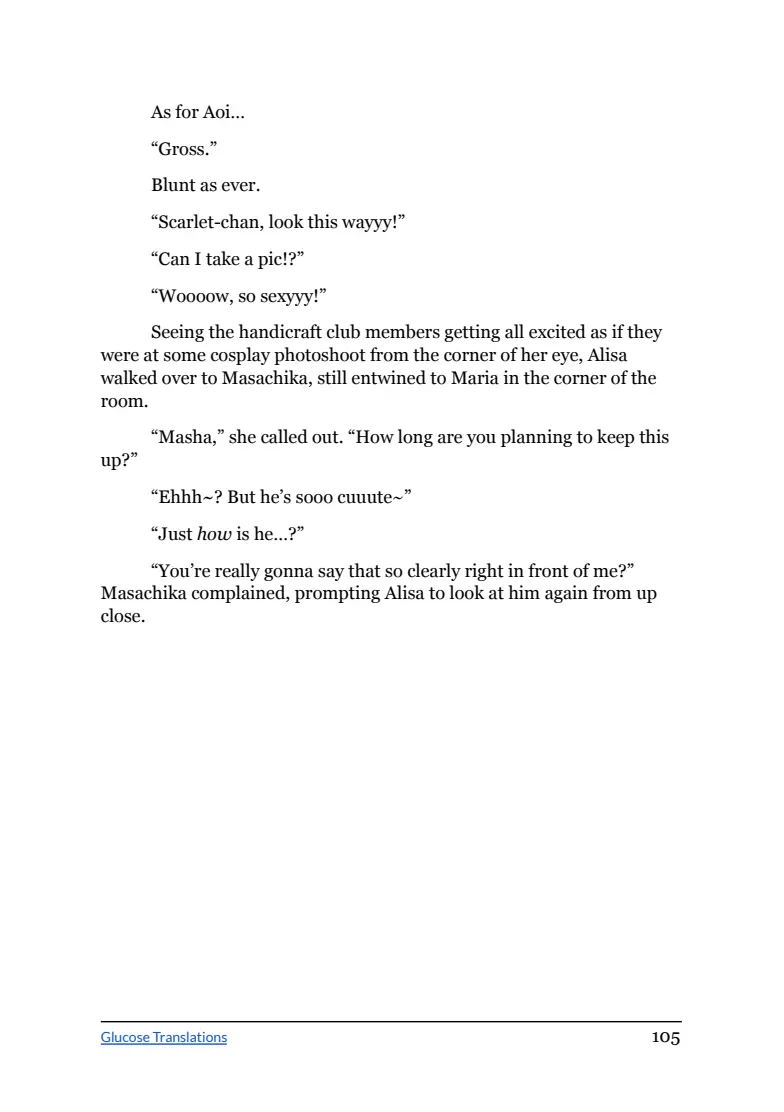 As for Aoi…
“Gross.”
Blunt as ever.
“Scarlet-chan, look this wayyy!”
“Can I take a pic!?”
“Woooow, so sexyyy!”
Seeing the handicraft club members getting all excited as if they
were at some cosplay photoshoot from the corner of her eye, Alisa
walked over to Masachika, still entwined to Maria in the corner of the
room.
“Masha,” she called out. “How long are you planning to keep this
up?”
“Ehhh~? But he’s sooo cuuute~”
“Just how is he…?”
“You’re really gonna say that so clearly right in front of me?”
Masachika complained, prompting Alisa to look at him again from up
close.
Glucose Translations
105